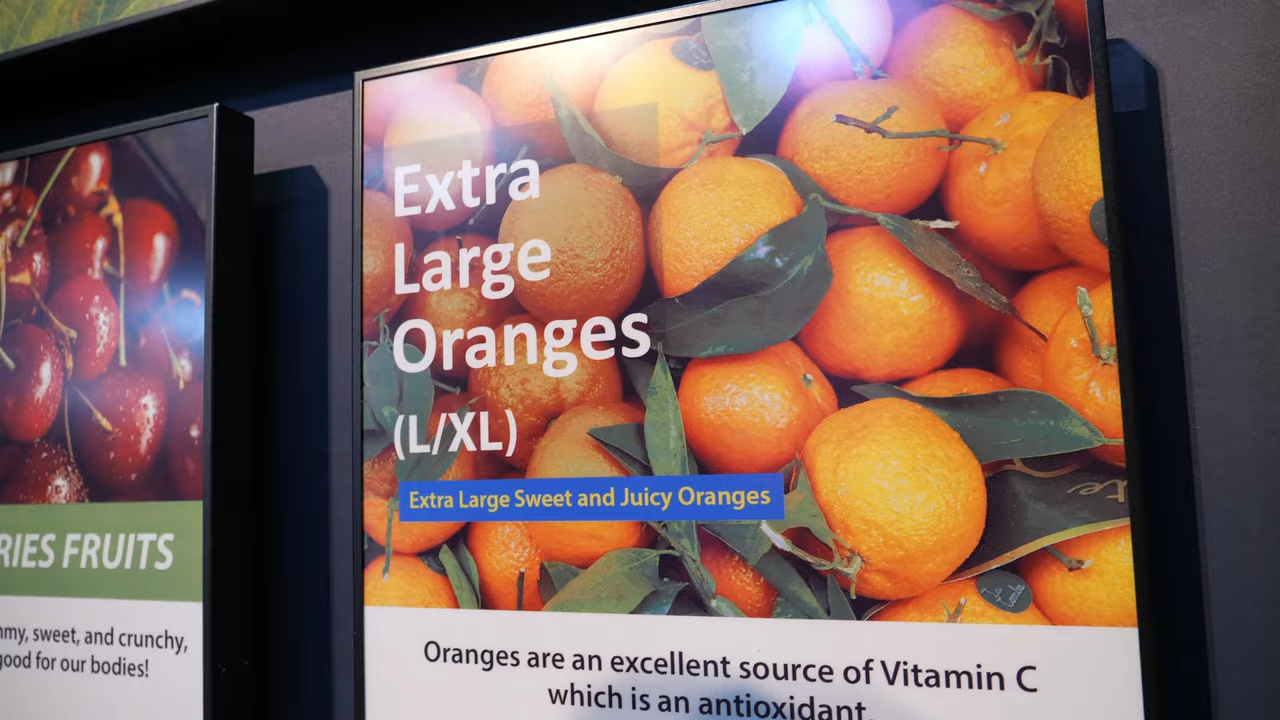 Extra
Large
Oranges
(L/XL)
Extra Large Sweet and Juicy Oranges
Oranges are an excellent source of Vitamin C
which is an antioxidant.
RIES FRUITS
mmy, sweet, and crunchy,
good for our bodies!